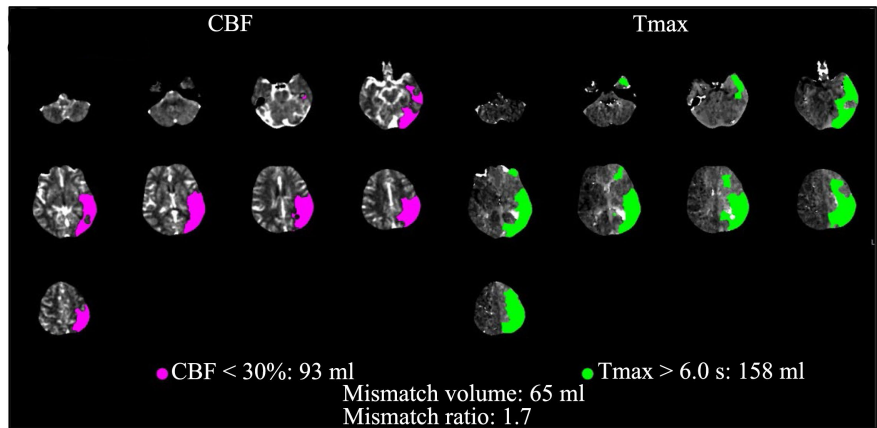 CBF
Tmax
L
CBF < 30%: 93 ml
Tmax > 6.0 s: 158 ml
Mismatch volume: 65 ml
Mismatch ratio: 1.7